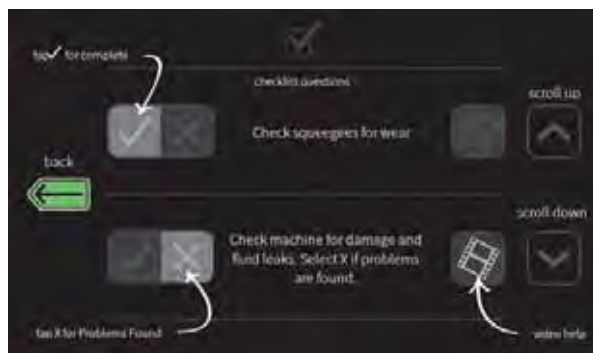 tap✓ for complete
checklist questions
scroll up
Check squeegees for wear
back
scroll down
Check machine for damage and
fluid leaks. Select X if problems
are found.
tap X for Problems Found
video help